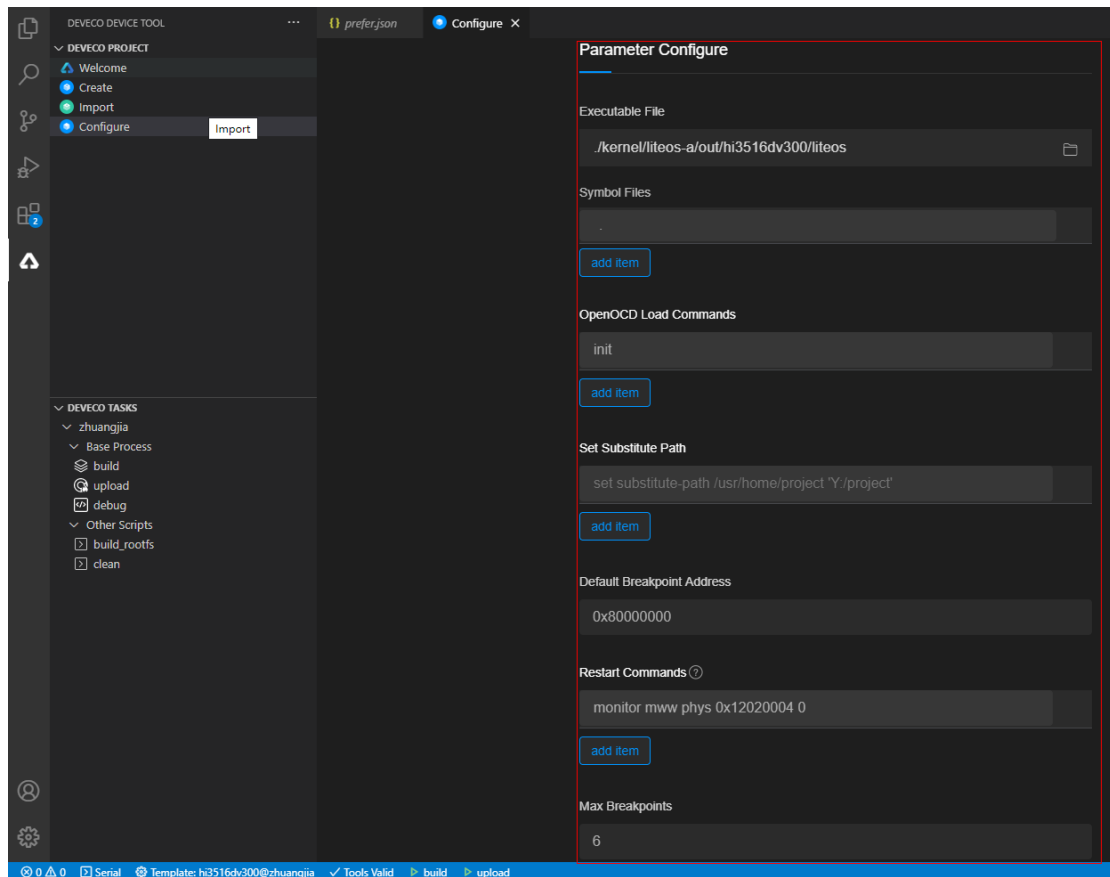 DEVECO DEVICE TOOL
...
DEVECO PROJECT
Welcome
Create
Import
Configure
Import
2
DEVECO TASKS
zhuangjia
Base Process
build
upload
debug
Other Scripts
build_rootfs
clean
{} prefer.json
Configure
Parameter Configure
Executable File
./kernel/liteos-a/out/hi3516dv300/liteos
Symbol Files
.
add item
OpenOCD Load Commands
init
add item
Set Substitute Path
set substitute-path /usr/home/project 'Y:/project'
add item
Default Breakpoint Address
0x80000000
Restart Commands ?
monitor mww phys 0x12020004 0
add item
Max Breakpoints
6
0 0 Serial Template: hi3516dv300@zhuangjia Tools Valid build upload